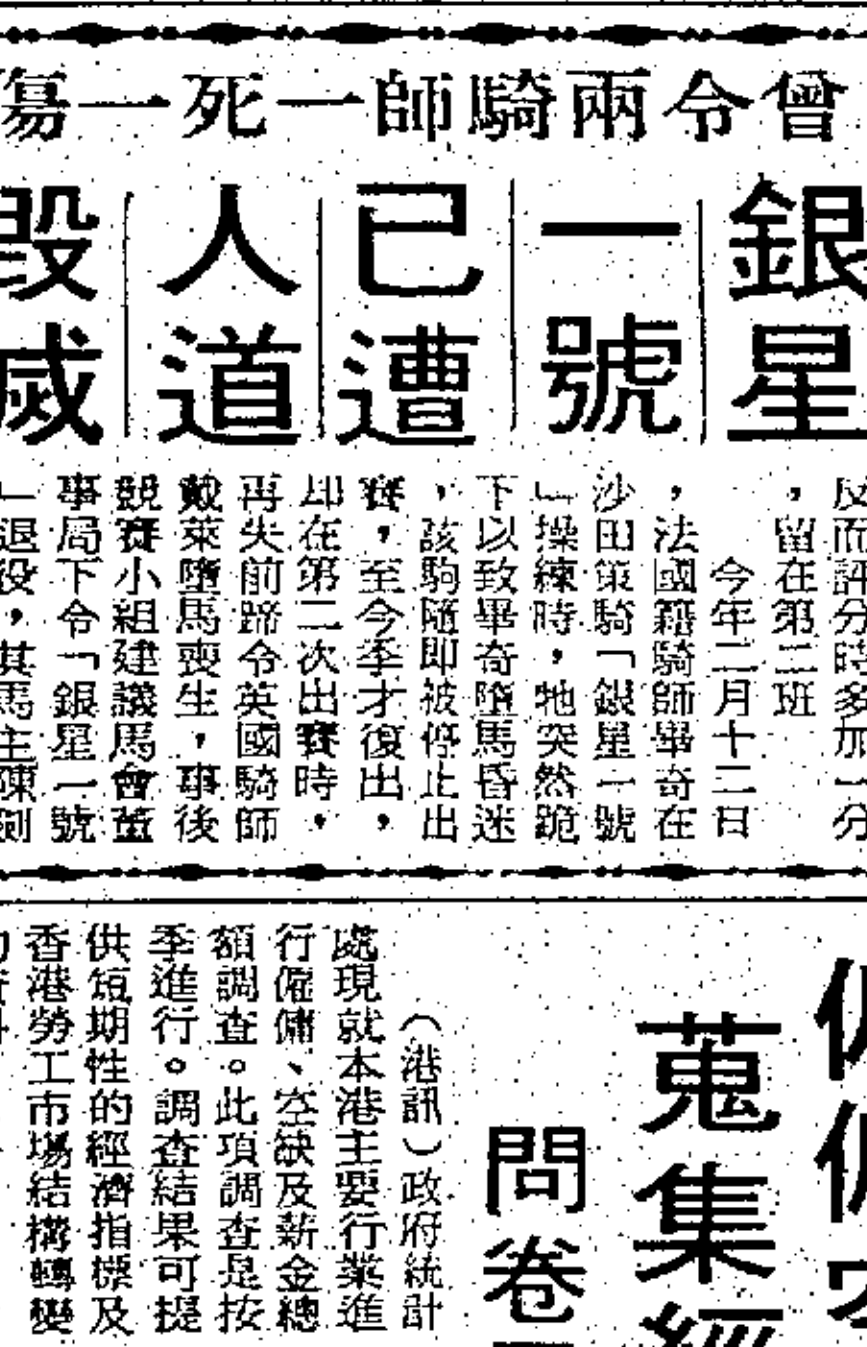 曾令兩騎師一死一傷
銀星
一號
已遭
人道
毀滅
反而評分時多加一分
，留在第二班
今年二月十二日
，法國籍騎師畢奇在
沙田策騎「銀星一號
」操練時，牠突然跪
下以致畢奇墮馬昏迷
，該駒隨即被停止出
賽，至今季才復出，
却在第二次出賽時，
再失前蹄令英國騎師
戴萊墮馬喪生，事後
競賽小組建議馬會董
事局下令「銀星一號
」退役，其馬主陳劍
蒐集經
問卷
（港訊）政府統計
處現就本港主要行業進
行僱傭、空缺及薪金總
額調查。此項調查是按
季進行。調查結果可提
供短期性的經濟指標及
香港勞工市場結構轉變